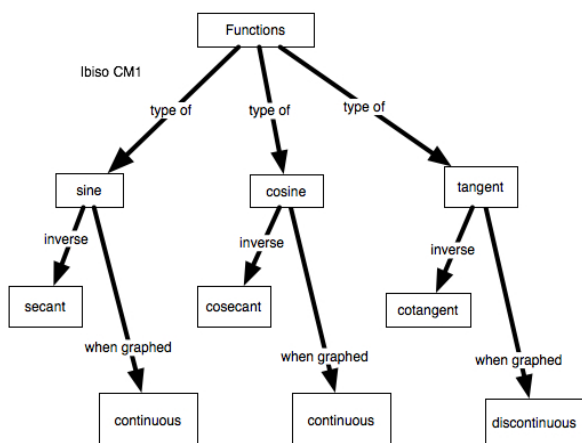 Functions
Ibiso CM1
type of
type of
type of
sine
cosine
tangent
inverse
inverse
inverse
secant
cosecant
cotangent
when graphed
when graphed
when graphed
continuous
continuous
discontinuous